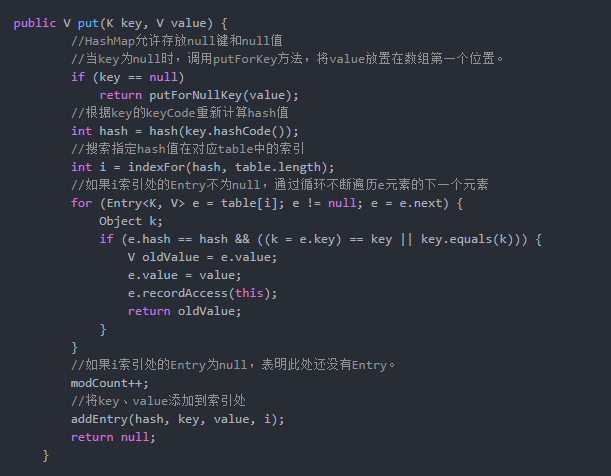 public V put(K key, V value) {
//HashMap允许存放null键和null值
//当key为null时，调用putForKey方法，将value放置在数组第一个位置。
if (key == null)
return putForNullKey(value);
//根据key的keyCode重新计算hash值
int hash = hash(key.hashCode());
//搜索指定hash值在对应table中的索引
int i = indexFor(hash, table.length);
//如果i索引处的Entry不为null，通过循环不断遍历e元素的下一个元素
for (Entry<K, V> e = table[i]; e != null; e = e.next) {
Object k;
if (e.hash == hash && ((k = e.key) == key || key.equals(k))) {
V oldValue = e.value;
e.value = value;
e.recordAccess(this);
return oldValue;
}
}
//如果i索引处的Entry为null，表明此处还没有Entry。
modCount++;
//将key、value添加到索引处
addEntry(hash, key, value, i);
return null;
}